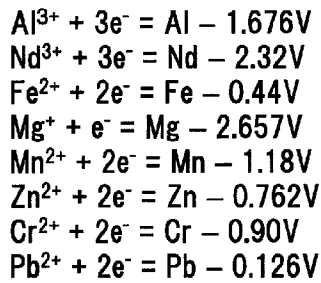 Al³⁺ + 3e⁻ = Al – 1.676V
Nd³⁺ + 3e⁻ = Nd – 2.32V
Fe²⁺ + 2e⁻ = Fe – 0.44V
Mg⁺ + e⁻ = Mg – 2.657V
Mn²⁺ + 2e⁻ = Mn – 1.18V
Zn²⁺ + 2e⁻ = Zn – 0.762V
Cr²⁺ + 2e⁻ = Cr – 0.90V
Pb²⁺ + 2e⁻ = Pb – 0.126V